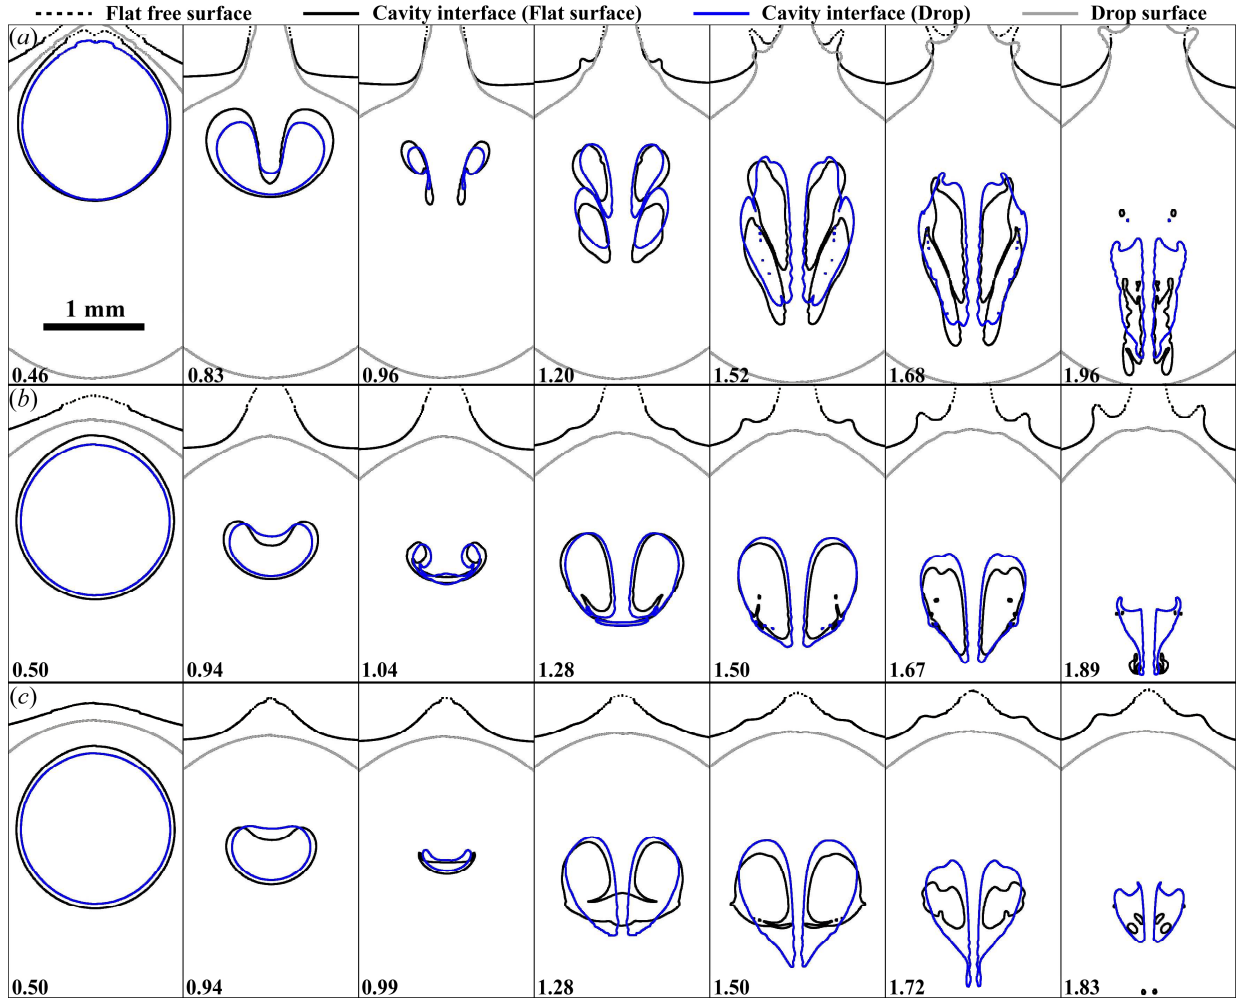 Flat free surface Cavity interface (Flat surface) Cavity interface (Drop) Drop surface
(a)
1 mm
0.46 0.83 0.96 1.20 1.52 1.68 1.96
(b)
0.50 0.94 1.04 1.28 1.50 1.67 1.89
(c)
0.50 0.94 0.99 1.28 1.50 1.72 1.83